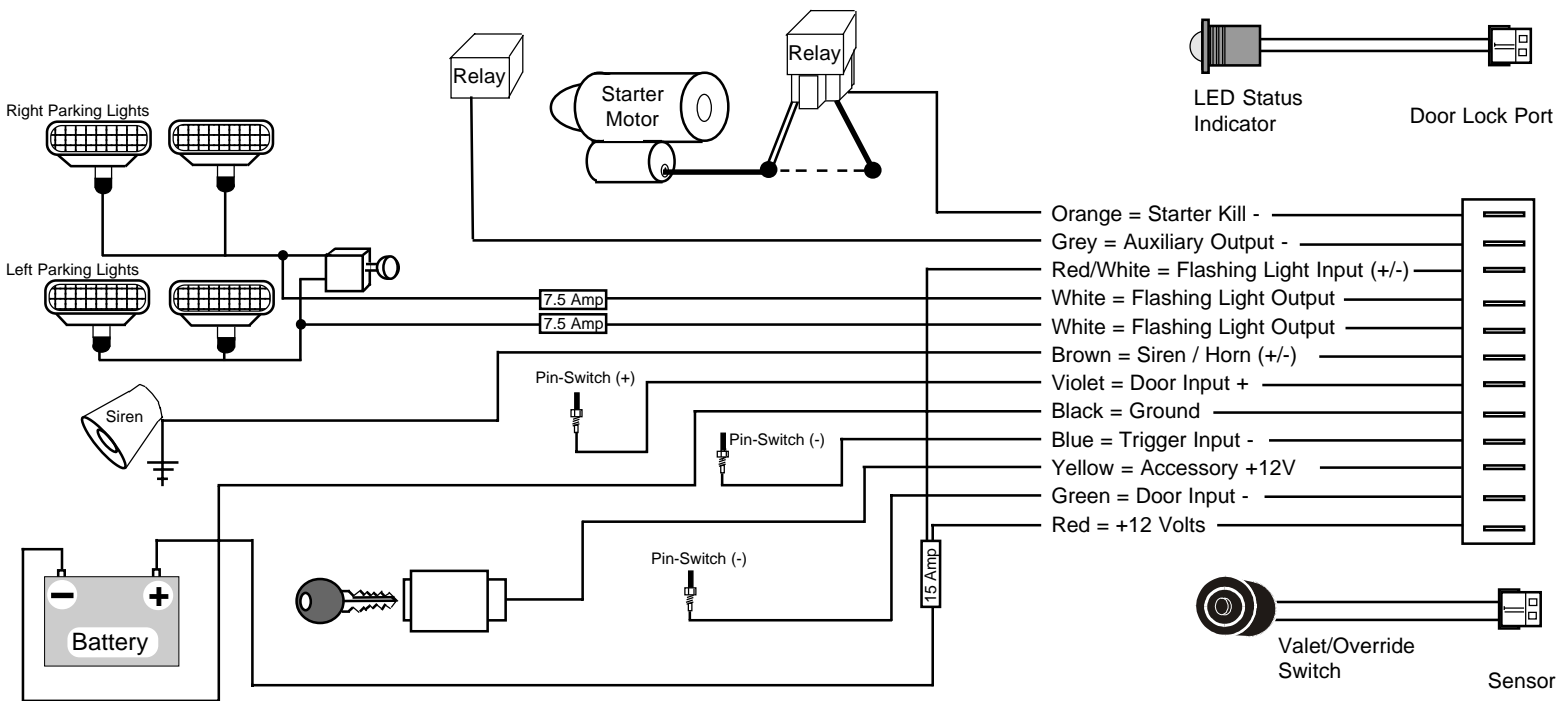 Relay
Relay
Starter
Motor
LED Status
Indicator
Door Lock Port
Right Parking Lights
Left Parking Lights
Orange = Starter Kill -
Grey = Auxiliary Output -
Red/White = Flashing Light Input (+/-)
7.5 Amp
White = Flashing Light Output
7.5 Amp
White = Flashing Light Output
Brown = Siren / Horn (+/-)
Pin-Switch (+)
Violet = Door Input +
Siren
Black = Ground
Pin-Switch (-)
Blue = Trigger Input -
Yellow = Accessory +12V
Green = Door Input -
Red = +12 Volts
Pin-Switch (-)
15 Amp
- +
Battery
Valet/Override
Switch
Sensor